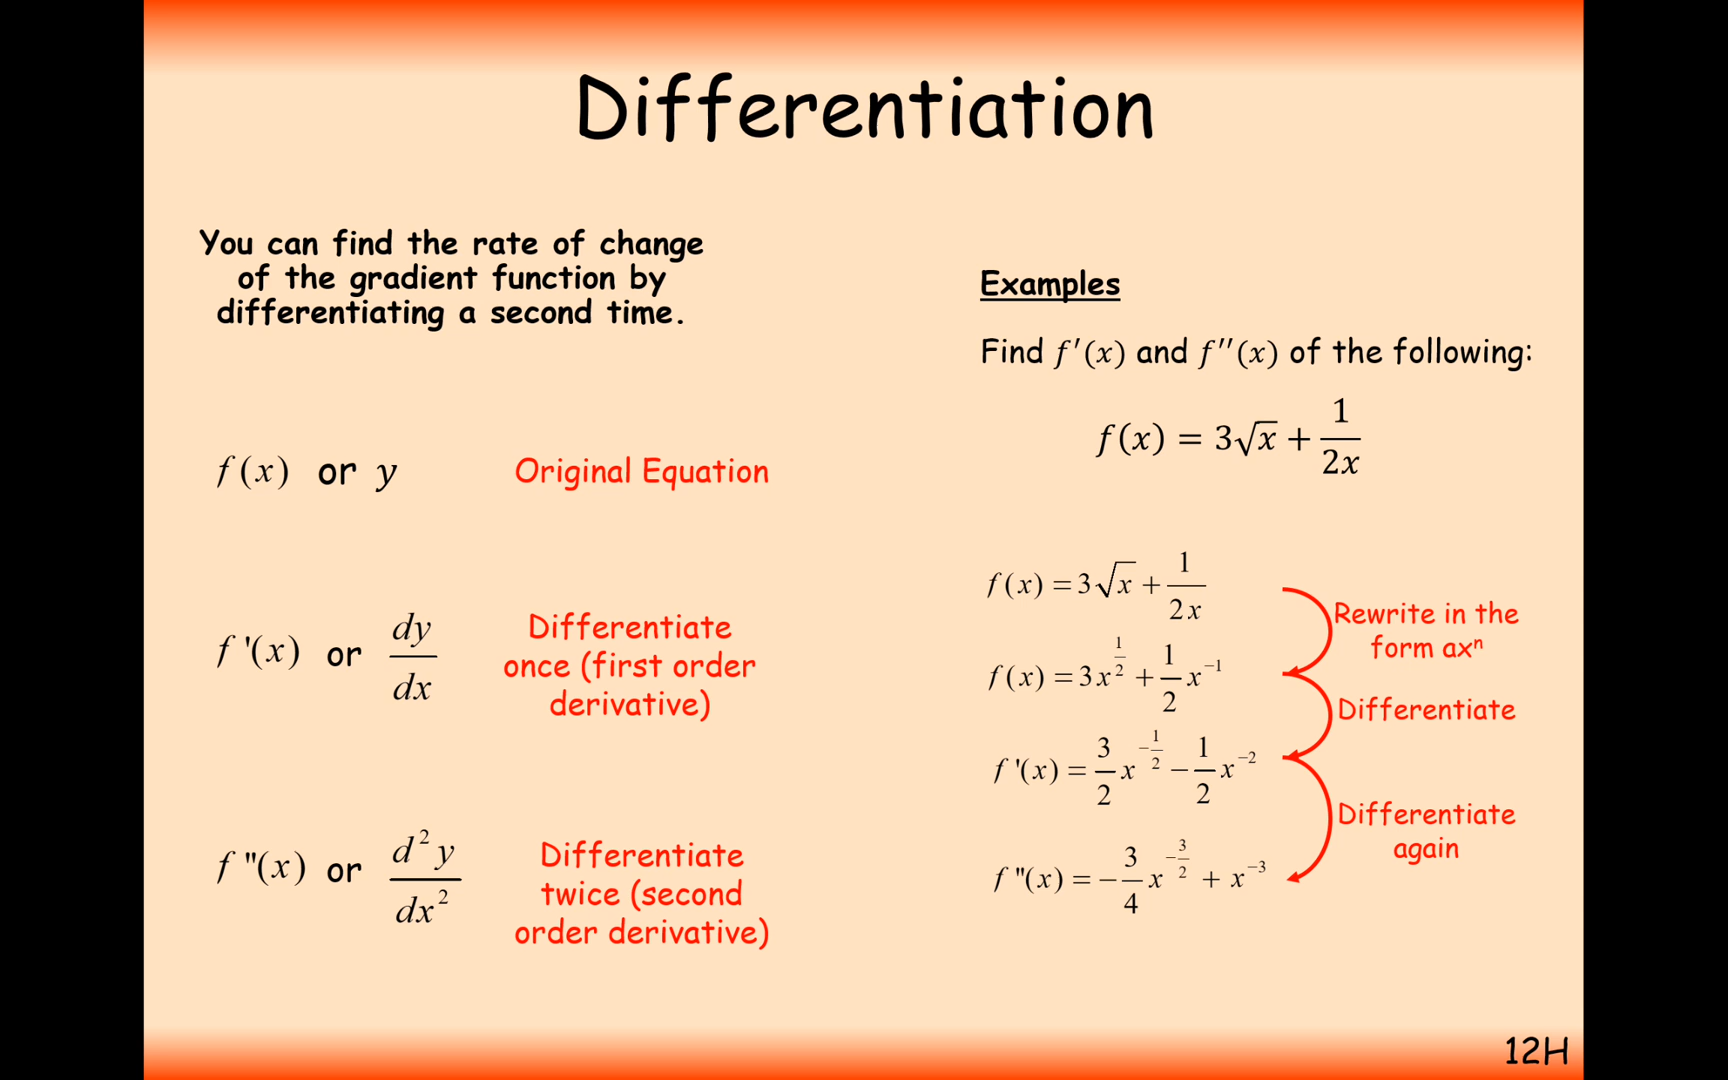 Differentiation
You can find the rate of change
of the gradient function by
differentiating a second time.
f(x) or y
Original Equation
f'(x) or dy/dx
Differentiate
once (first order
derivative)
f"(x) or d²y/dx²
Differentiate
twice (second
order derivative)
Examples
Find f′(x) and f′′(x) of the following:
f(x) = 3√x + 1/2x
f(x) = 3√x + 1/2x
Rewrite in the
form axⁿ
f(x) = 3x^(1/2) + 1/2 x⁻¹
Differentiate
f'(x) = 3/2 x^(-1/2) − 1/2 x⁻²
Differentiate
again
f"(x) = −3/4 x^(-3/2) + x⁻³
12H